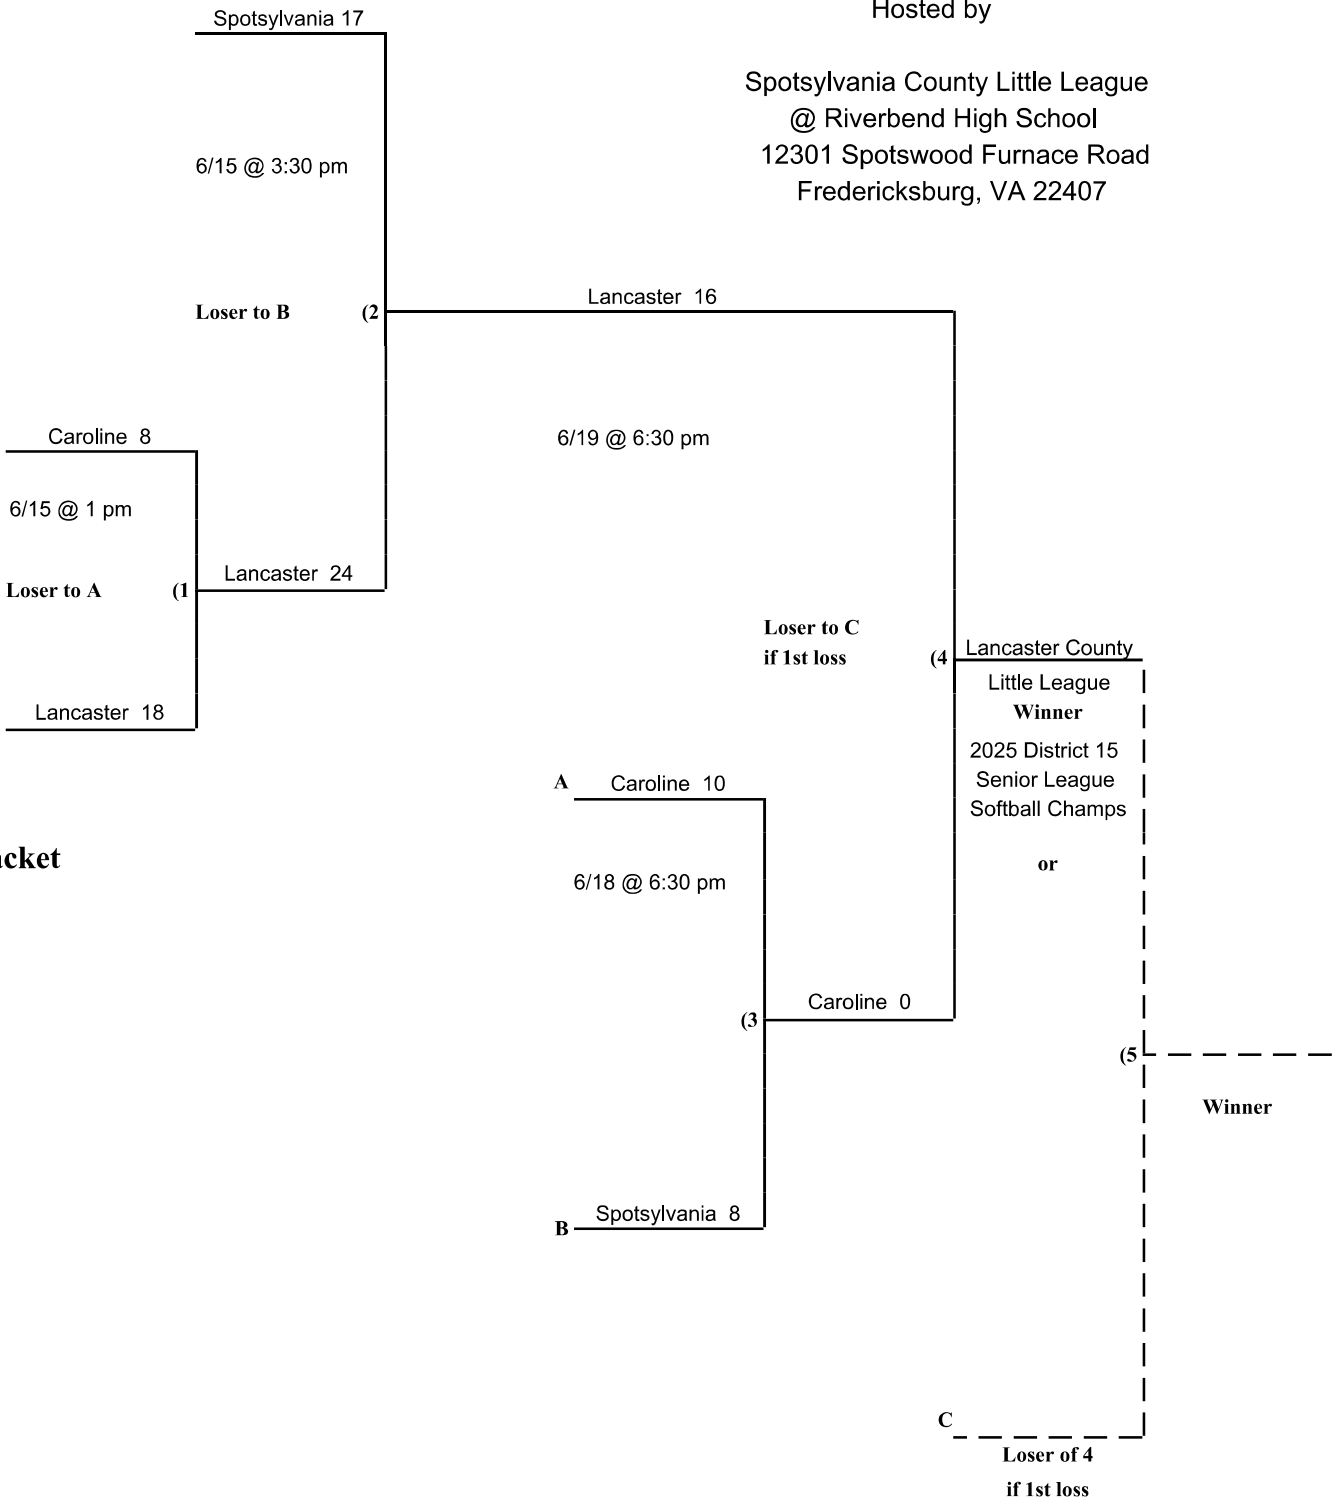 Hosted by
Spotsylvania 17
Spotsylvania County Little League
@ Riverbend High School
12301 Spotswood Furnace Road
Fredericksburg, VA 22407
6/15 @ 3:30 pm
Lancaster 16
Loser to B (2
Caroline 8
6/19 @ 6:30 pm
6/15 @ 1 pm
Lancaster 24
Loser to A (1
Loser to C
if 1st loss (4
Lancaster County
Little League
Winner
Lancaster 18
2025 District 15
Senior League
Softball Champs
A Caroline 10
or
acket
6/18 @ 6:30 pm
Caroline 0
(3
(5
Winner
Spotsylvania 8
B
C
Loser of 4
if 1st loss